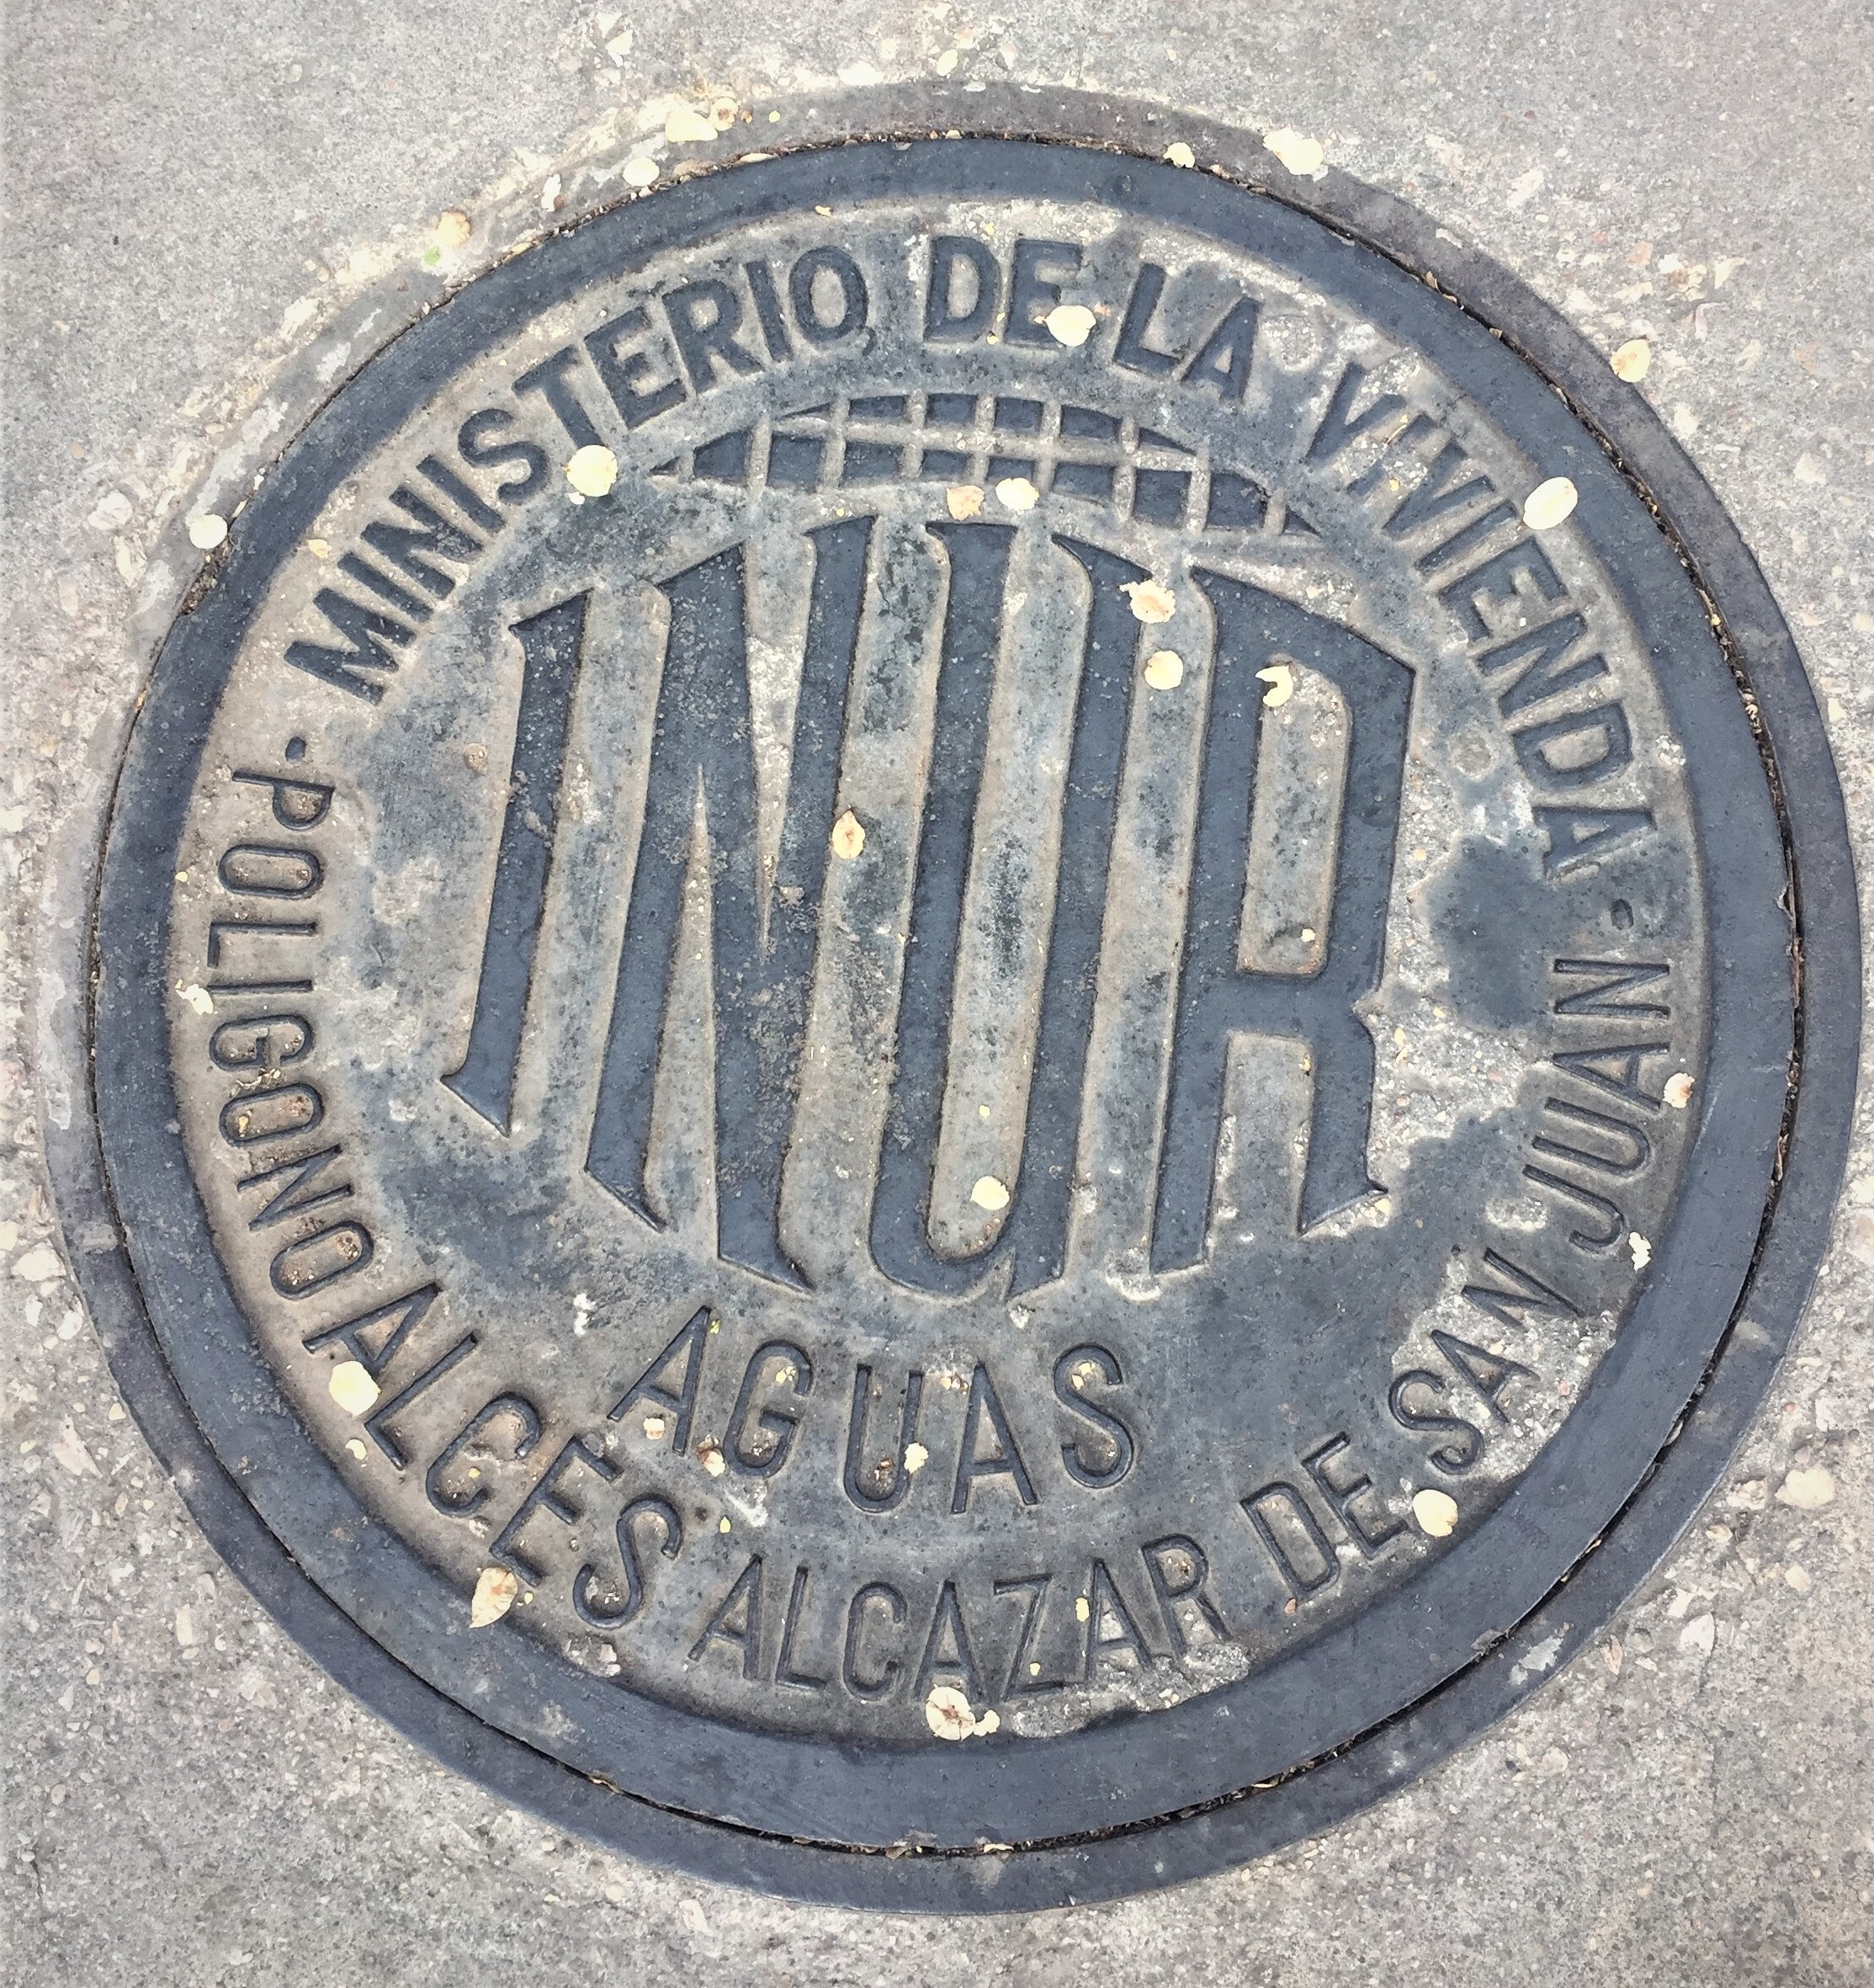 MINISTERIO DE LA VIVIENDA
INUR
AGUAS
·POLIGONO ALCES ALCAZAR DE SAN JUAN·